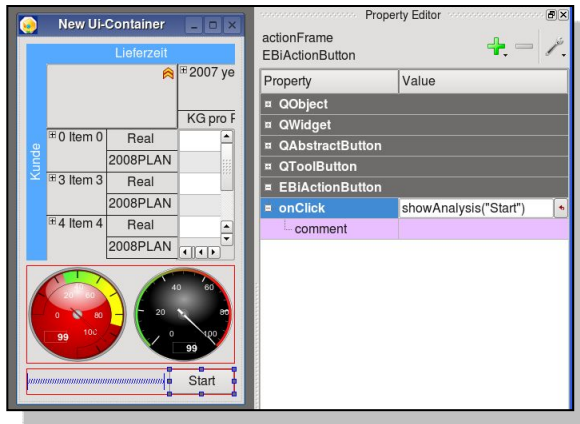 New Ui-Container
Lieferzeit
2007 ye
KG pro F
Kunde
0 Item 0
Real
2008PLAN
3 Item 3
Real
2008PLAN
4 Item 4
Real
2008PLAN
0
20
80
100
99
0
20
40
60
80
100
99
Start
Property Editor
actionFrame
EBiActionButton
Property
Value
QObject
QWidget
QAbstractButton
QToolButton
EBiActionButton
onClick
showAnalysis("Start")
comment